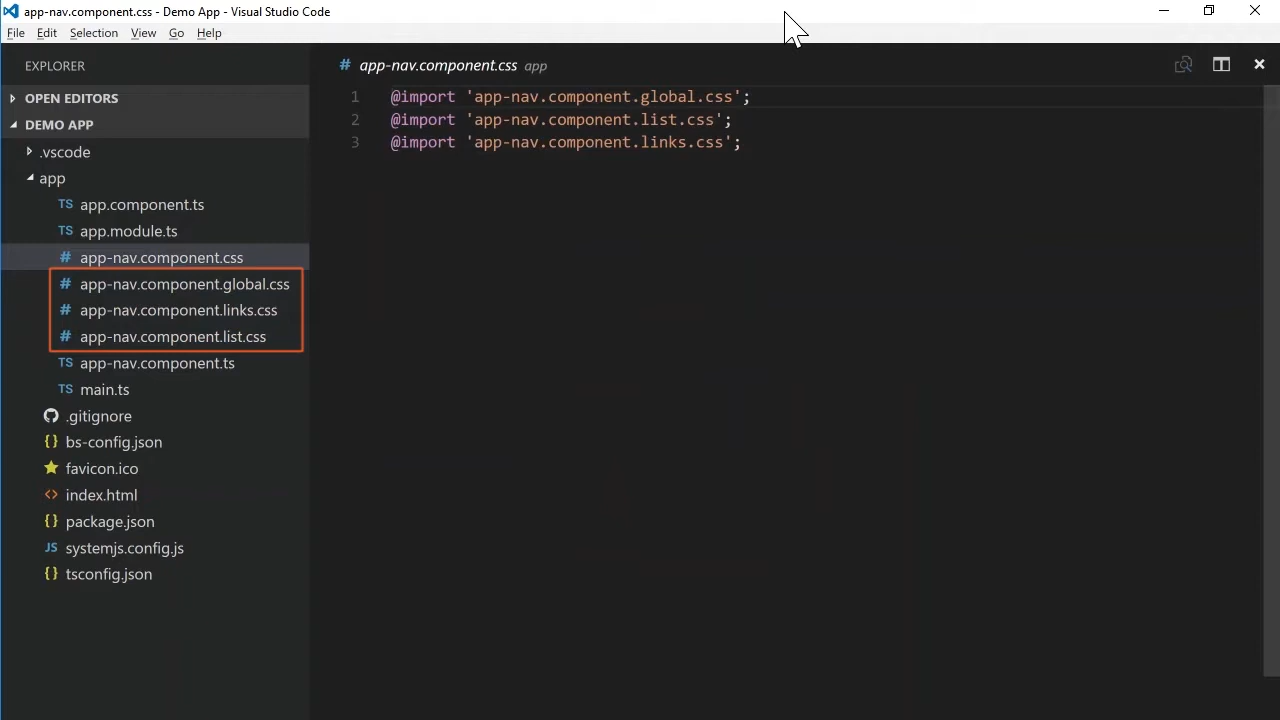 app-nav.component.css - Demo App - Visual Studio Code
File Edit Selection View Go Help
EXPLORER
OPEN EDITORS
DEMO APP
.vscode
app
TS app.component.ts
TS app.module.ts
# app-nav.component.css
# app-nav.component.global.css
# app-nav.component.links.css
# app-nav.component.list.css
TS app-nav.component.ts
TS main.ts
.gitignore
{} bs-config.json
favicon.ico
<> index.html
{} package.json
JS systemjs.config.js
{} tsconfig.json
# app-nav.component.css app
1 @import 'app-nav.component.global.css';
2 @import 'app-nav.component.list.css';
3 @import 'app-nav.component.links.css';